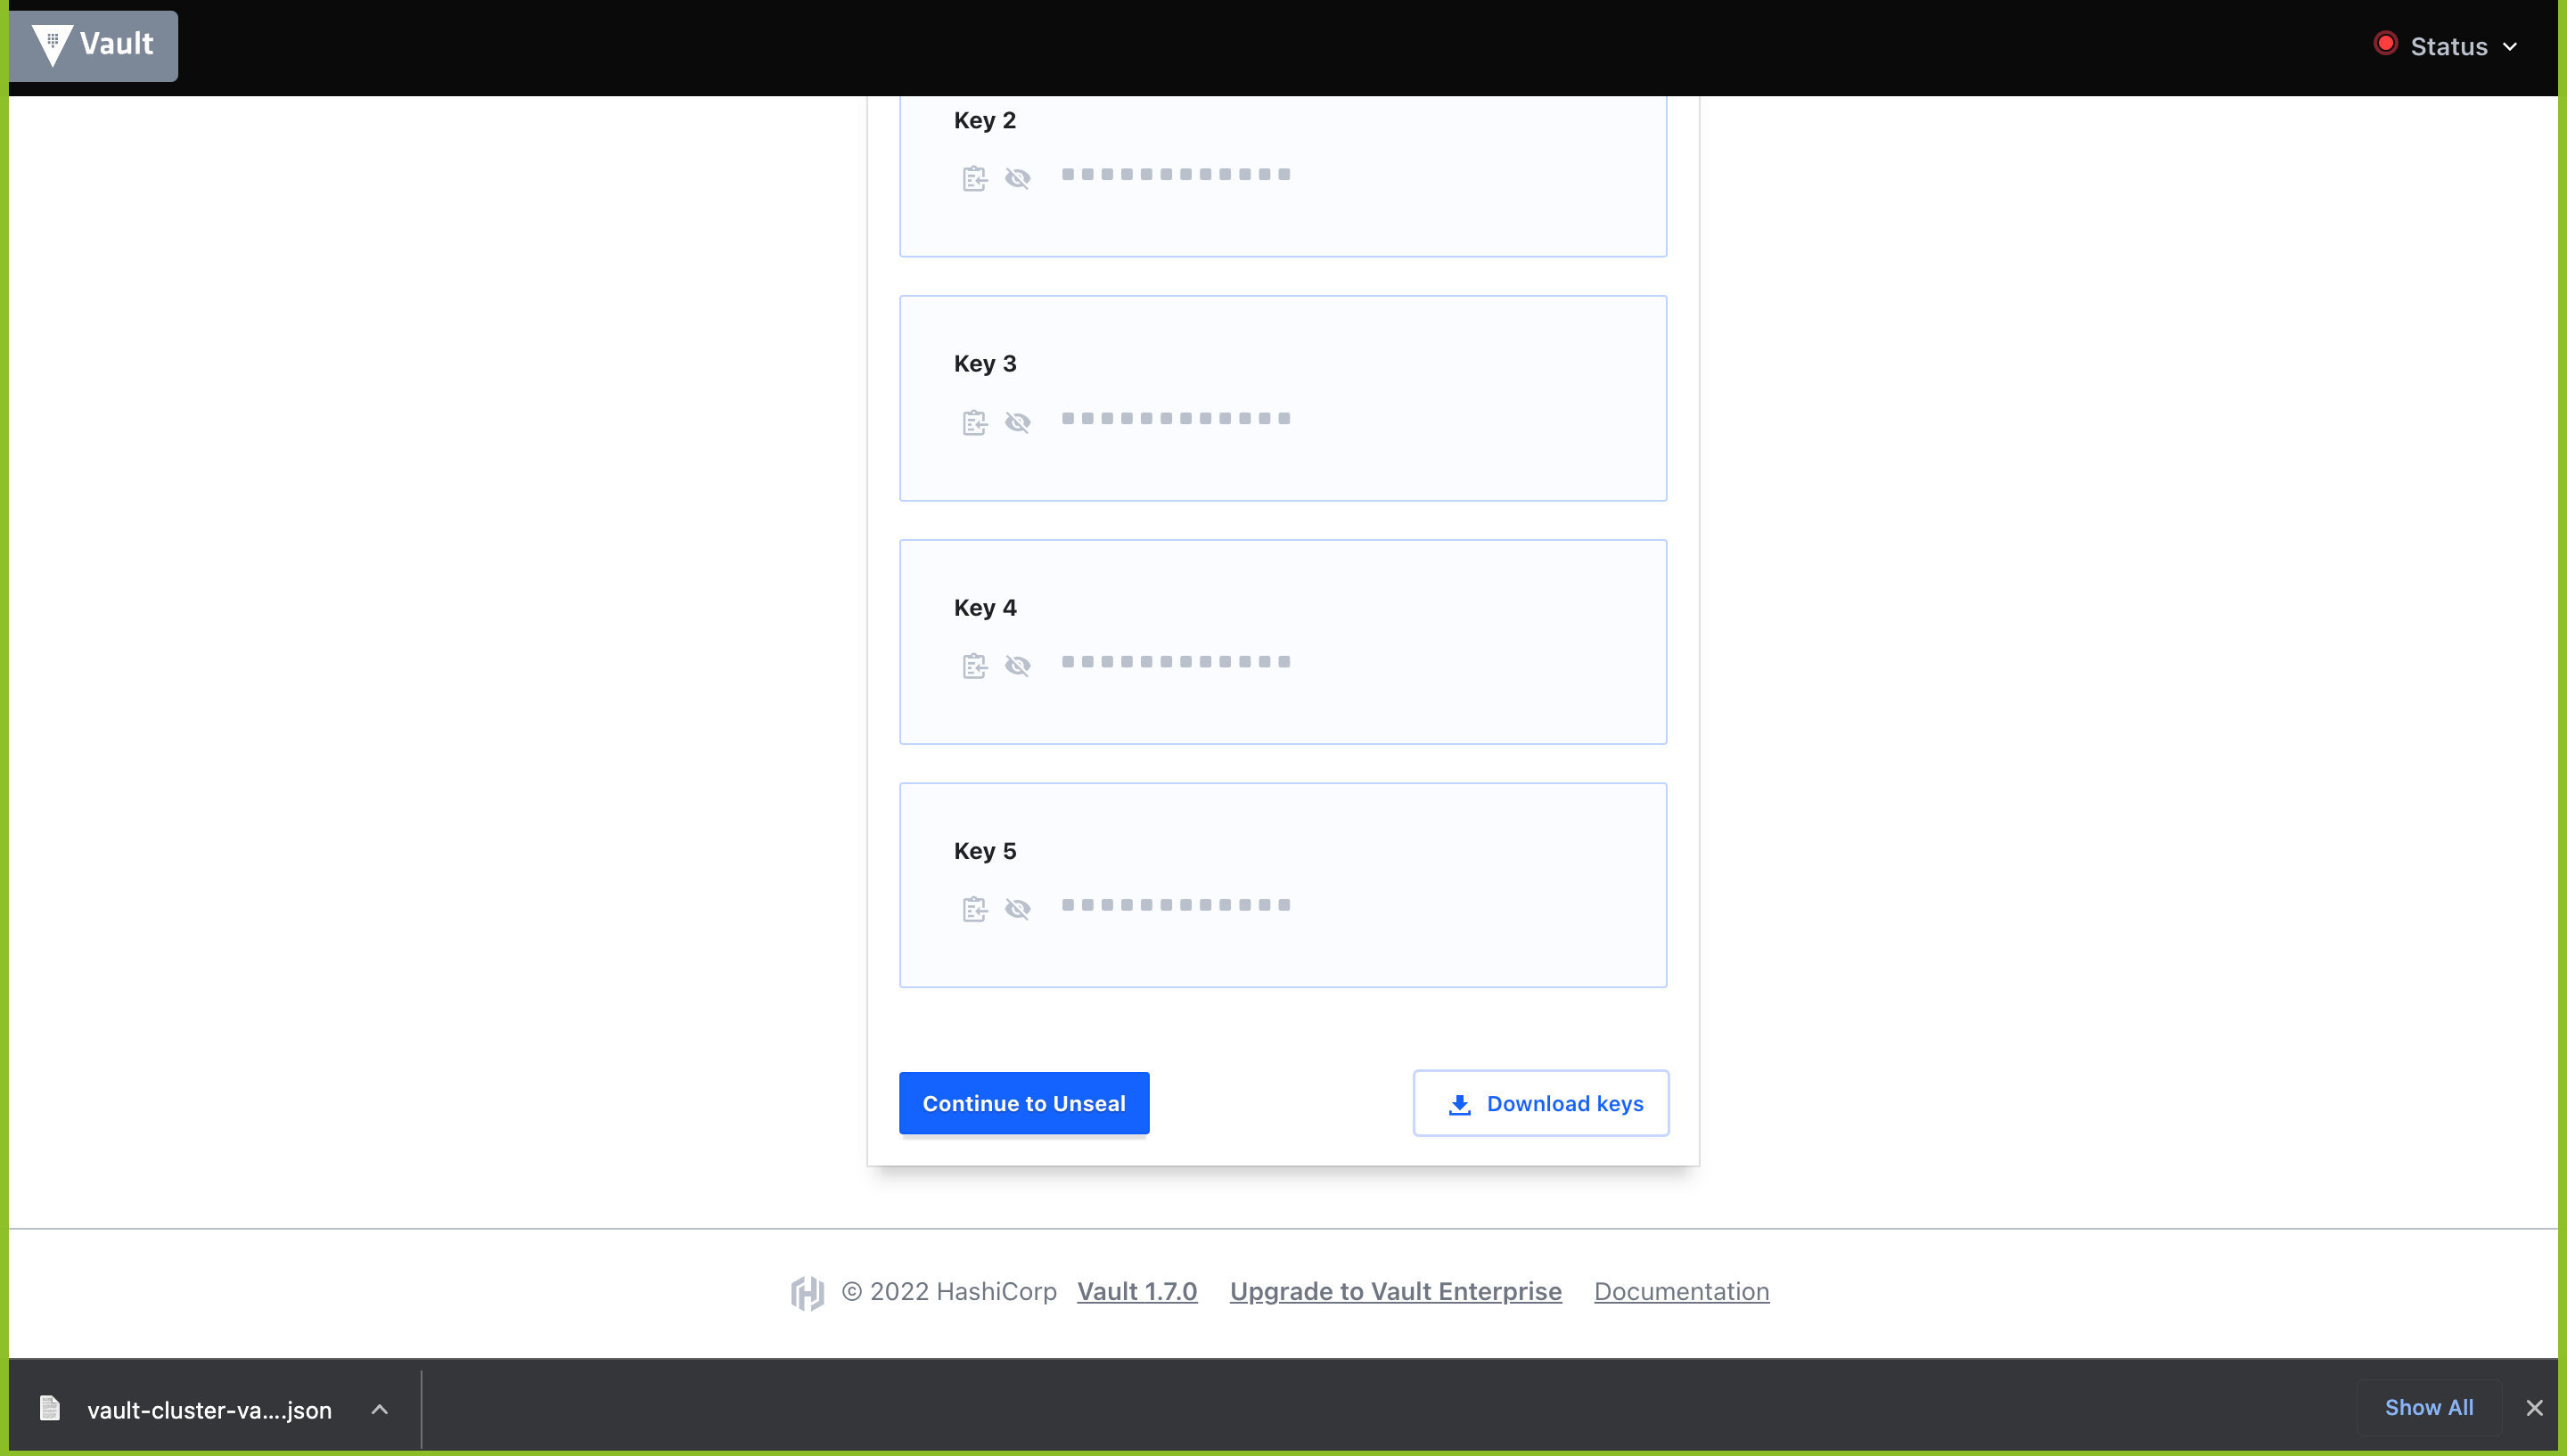 Vault
Status
Key 2
Key 3
Key 4
Key 5
Continue to Unseal
Download keys
© 2022 HashiCorp Vault 1.7.0 Upgrade to Vault Enterprise Documentation
vault-cluster-va....json
Show All